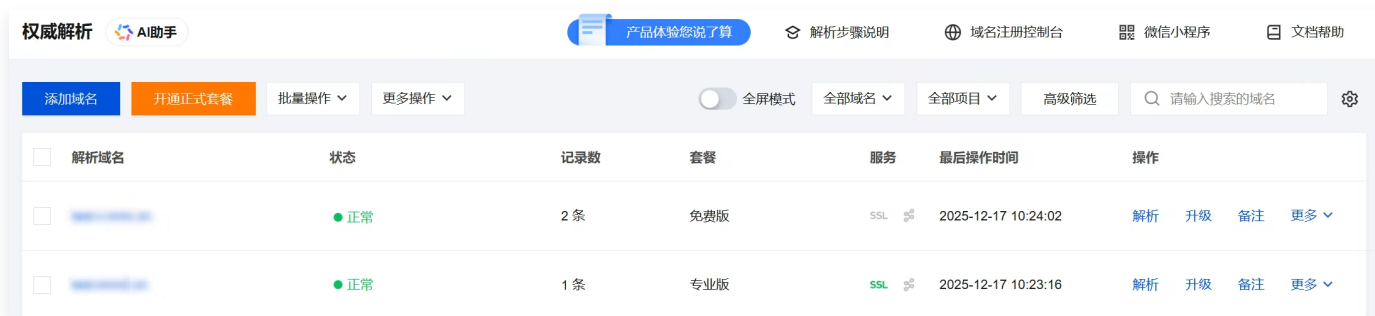 权威解析 AI助手 产品体验您说了算 解析步骤说明 域名注册控制台 微信小程序 文档帮助
添加域名 开通正式套餐 批量操作 更多操作 全屏模式 全部域名 全部项目 高级筛选 请输入搜索的域名
解析域名 状态 记录数 套餐 服务 最后操作时间 操作
正常 2 条 免费版 SSL 2025-12-17 10:24:02 解析 升级 备注 更多
正常 1 条 专业版 SSL 2025-12-17 10:23:16 解析 升级 备注 更多